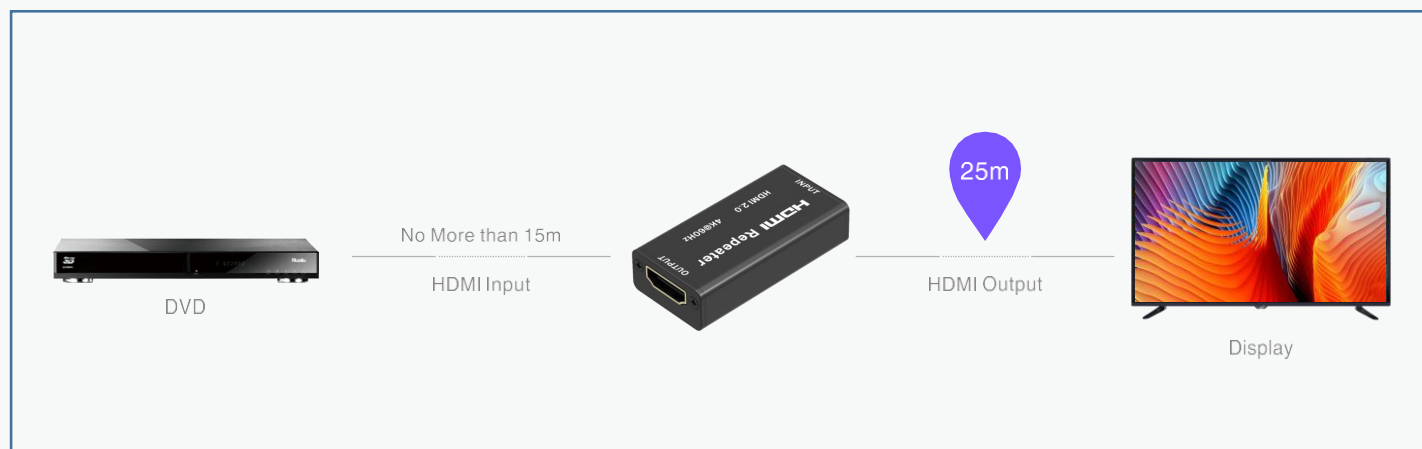 DVD
No More than 15m
HDMI Input
INPUT
HDMI Repeater
HDMI 2.0
4K@60Hz
OUTPUT
25m
HDMI Output
Display